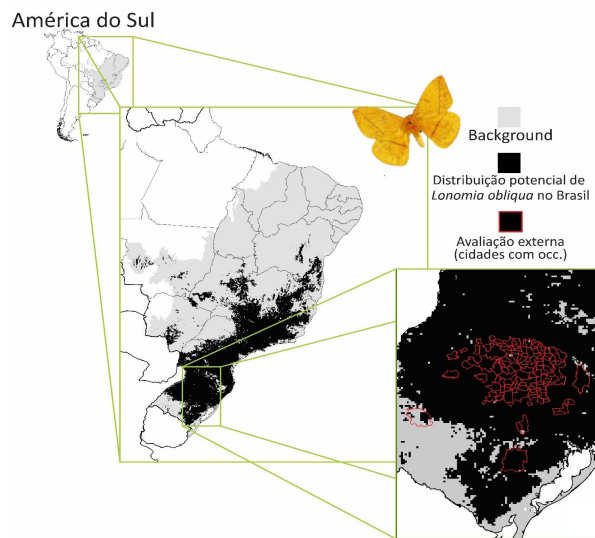 América do Sul
Background
Distribuição potencial de
Lonomia obliqua no Brasil
Avaliação externa
(cidades com occ.)